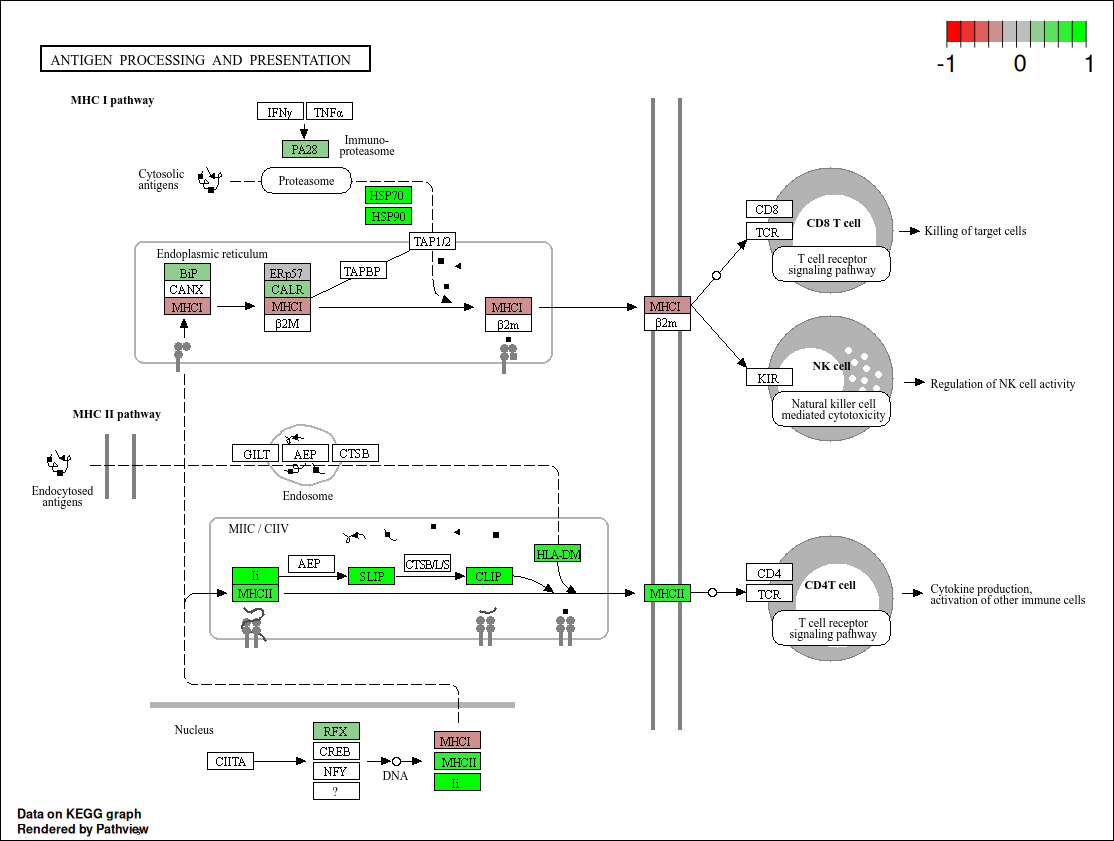 ANTIGEN PROCESSING AND PRESENTATION
-1 0 1
MHC I pathway
IFNγ TNFα
PA28
Immuno-
proteasome
Cytosolic
antigens
Proteasome
HSP70
HSP90
TAP1/2
Endoplasmic reticulum
BiP
CANX
MHCI
ERp57
CALR
MHCI
β2M
TAPBP
MHCI
β2m
MHCI
β2m
CD8
TCR
CD8 T cell
T cell receptor
signaling pathway
Killing of target cells
KIR
NK cell
Natural killer cell
mediated cytotoxicity
Regulation of NK cell activity
MHC II pathway
Endocytosed
antigens
GILT AEP CTSB
Endosome
MIIC / CIIV
Ii
MHCII
AEP
SLIP
CTSB/L/S
CLIP
HLA-DM
MHCII
CD4
TCR
CD4T cell
T cell receptor
signaling pathway
Cytokine production,
activation of other immune cells
Nucleus
CIITA
RFX
CREB
NFY
?
DNA
MHCI
MHCII
Ii
Data on KEGG graph
Rendered by Pathview